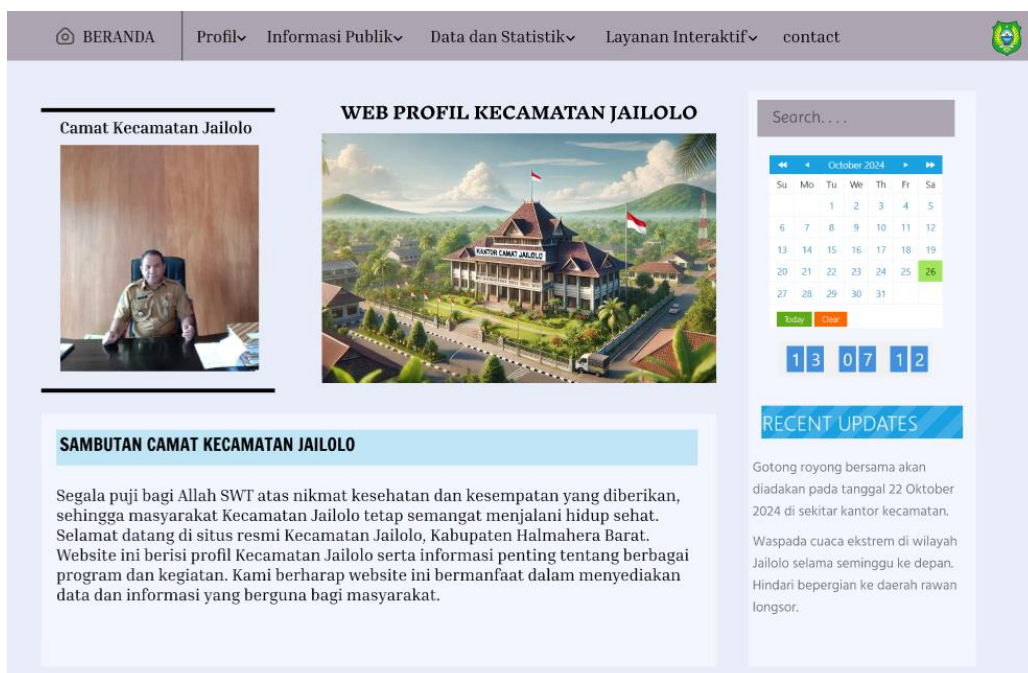 BERANDA
Profil
Informasi Publik
Data dan Statistik
Layanan Interaktif
contact
Camat Kecamatan Jailolo
WEB PROFIL KECAMATAN JAILOLO
KANTOR CAMAT JAILOLO
SAMBUTAN CAMAT KECAMATAN JAILOLO
Segala puji bagi Allah SWT atas nikmat kesehatan dan kesempatan yang diberikan,
sehingga masyarakat Kecamatan Jailolo tetap semangat menjalani hidup sehat.
Selamat datang di situs resmi Kecamatan Jailolo, Kabupaten Halmahera Barat.
Website ini berisi profil Kecamatan Jailolo serta informasi penting tentang berbagai
program dan kegiatan. Kami berharap website ini bermanfaat dalam menyediakan
data dan informasi yang berguna bagi masyarakat.
Search. . . .
October 2024
Su Mo Tu We Th Fr Sa
1 2 3 4 5
6 7 8 9 10 11 12
13 14 15 16 17 18 19
20 21 22 23 24 25 26
27 28 29 30 31
Today Clear
13 07 12
RECENT UPDATES
Gotong royong bersama akan
diadakan pada tanggal 22 Oktober
2024 di sekitar kantor kecamatan.
Waspada cuaca ekstrem di wilayah
Jailolo selama seminggu ke depan.
Hindari bepergian ke daerah rawan
longsor.